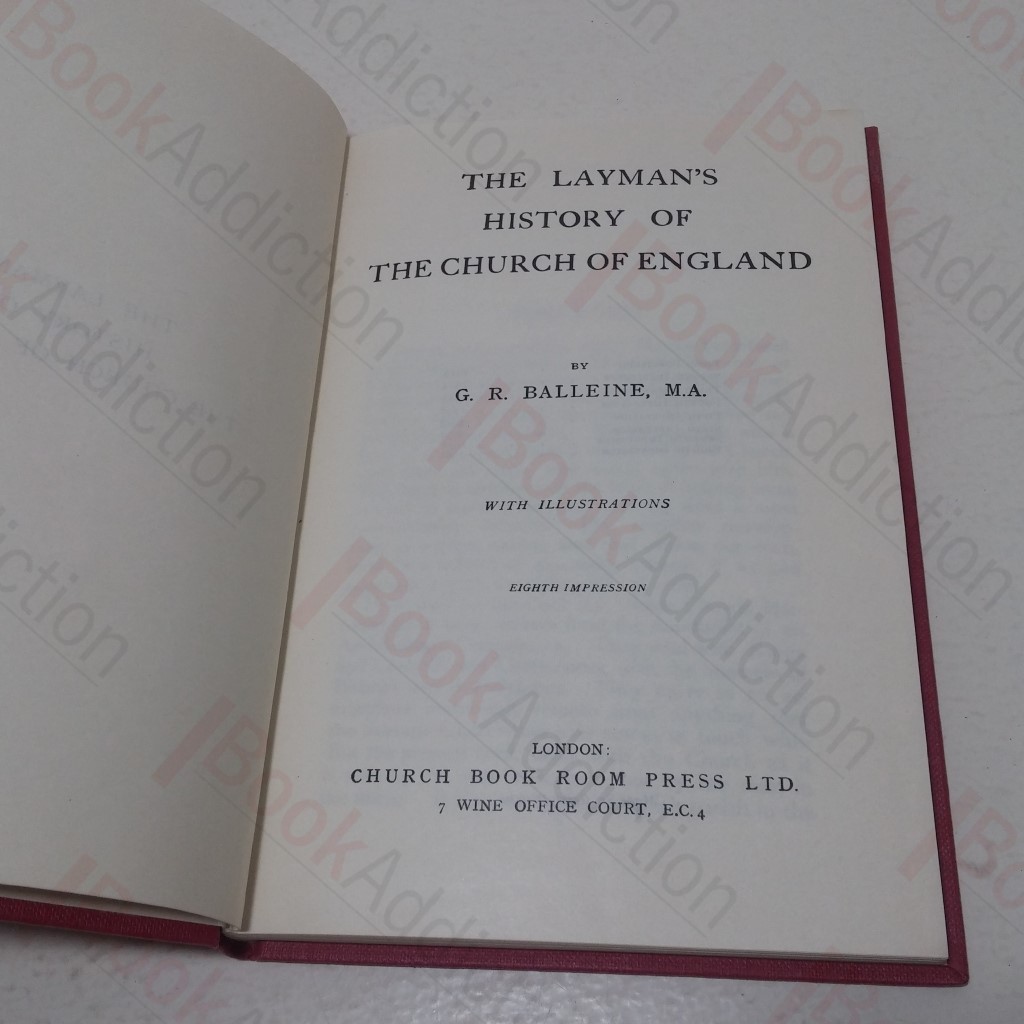 THE LAYMAN'S
HISTORY OF
THE CHURCH OF ENGLAND
BY
G. R. BALLEINE, M.A.
WITH ILLUSTRATIONS
EIGHTH IMPRESSION
LONDON:
CHURCH BOOK ROOM PRESS LTD.
7 WINE OFFICE COURT, E.C.4
BookAddiction